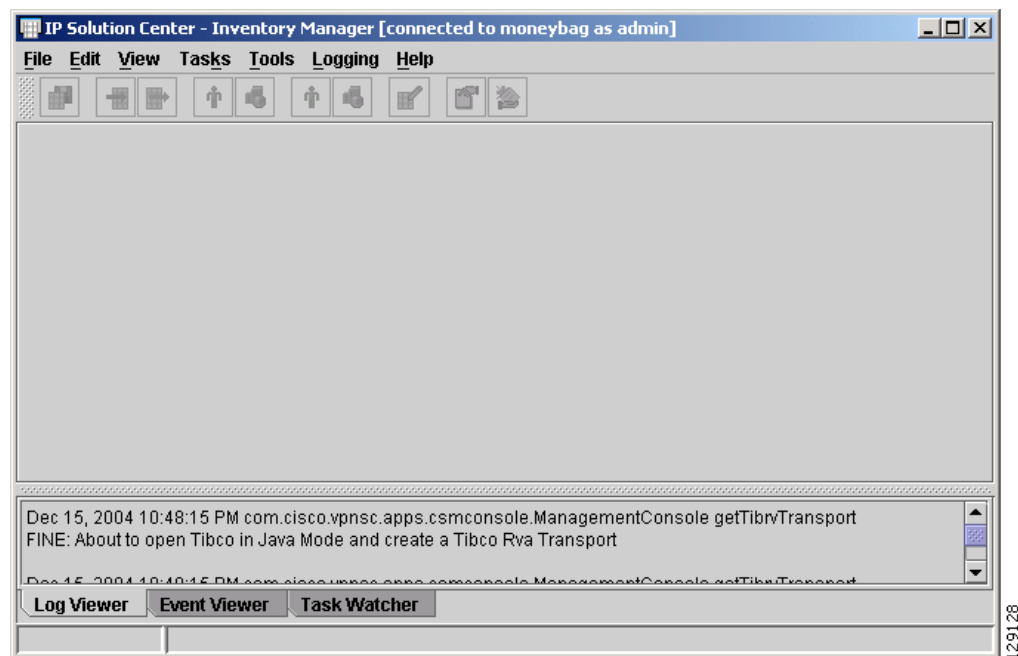 IP Solution Center - Inventory Manager [connected to moneybag as admin]
File Edit View Tasks Tools Logging Help
Dec 15, 2004 10:48:15 PM com.cisco.vpnsc.apps.csmconsole.ManagementConsole getTibrvTransport
FINE: About to open Tibco in Java Mode and create a Tibco Rva Transport
Log Viewer Event Viewer Task Watcher
129128